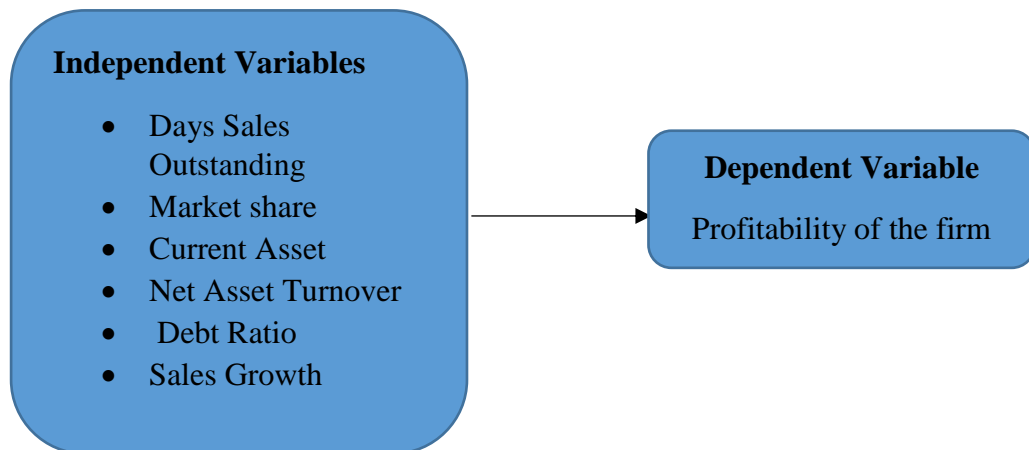 Independent Variables
• Days Sales
Outstanding
• Market share
• Current Asset
• Net Asset Turnover
• Debt Ratio
• Sales Growth
Dependent Variable
Profitability of the firm